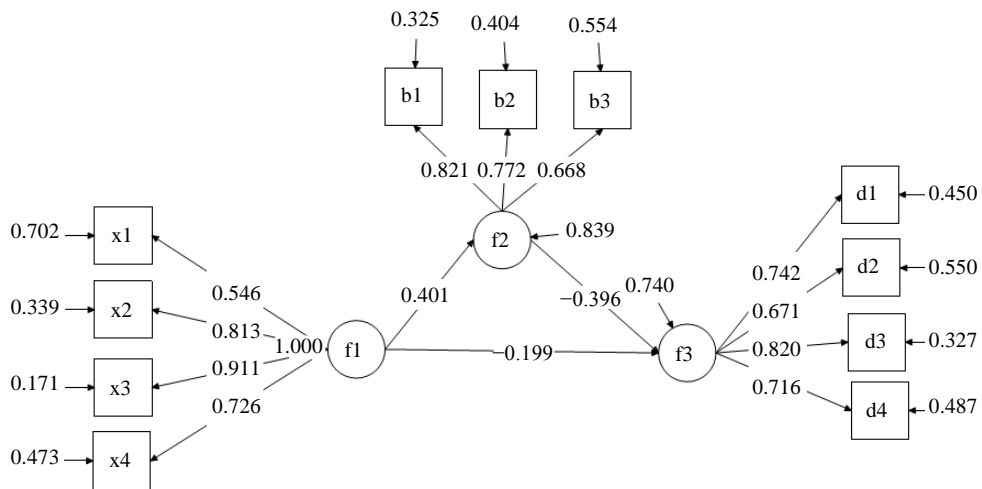 0.325 0.404 0.554
b1 b2 b3
0.821 0.772 0.668
d1 0.450
0.702 x1 f2 0.839
0.742 d2 0.550
0.546 0.401 −0.396 0.740
0.339 x2 0.671
0.813 1.000 f1 −0.199 f3 0.820 d3 0.327
0.171 x3 0.911
0.726 0.716 d4 0.487
0.473 x4